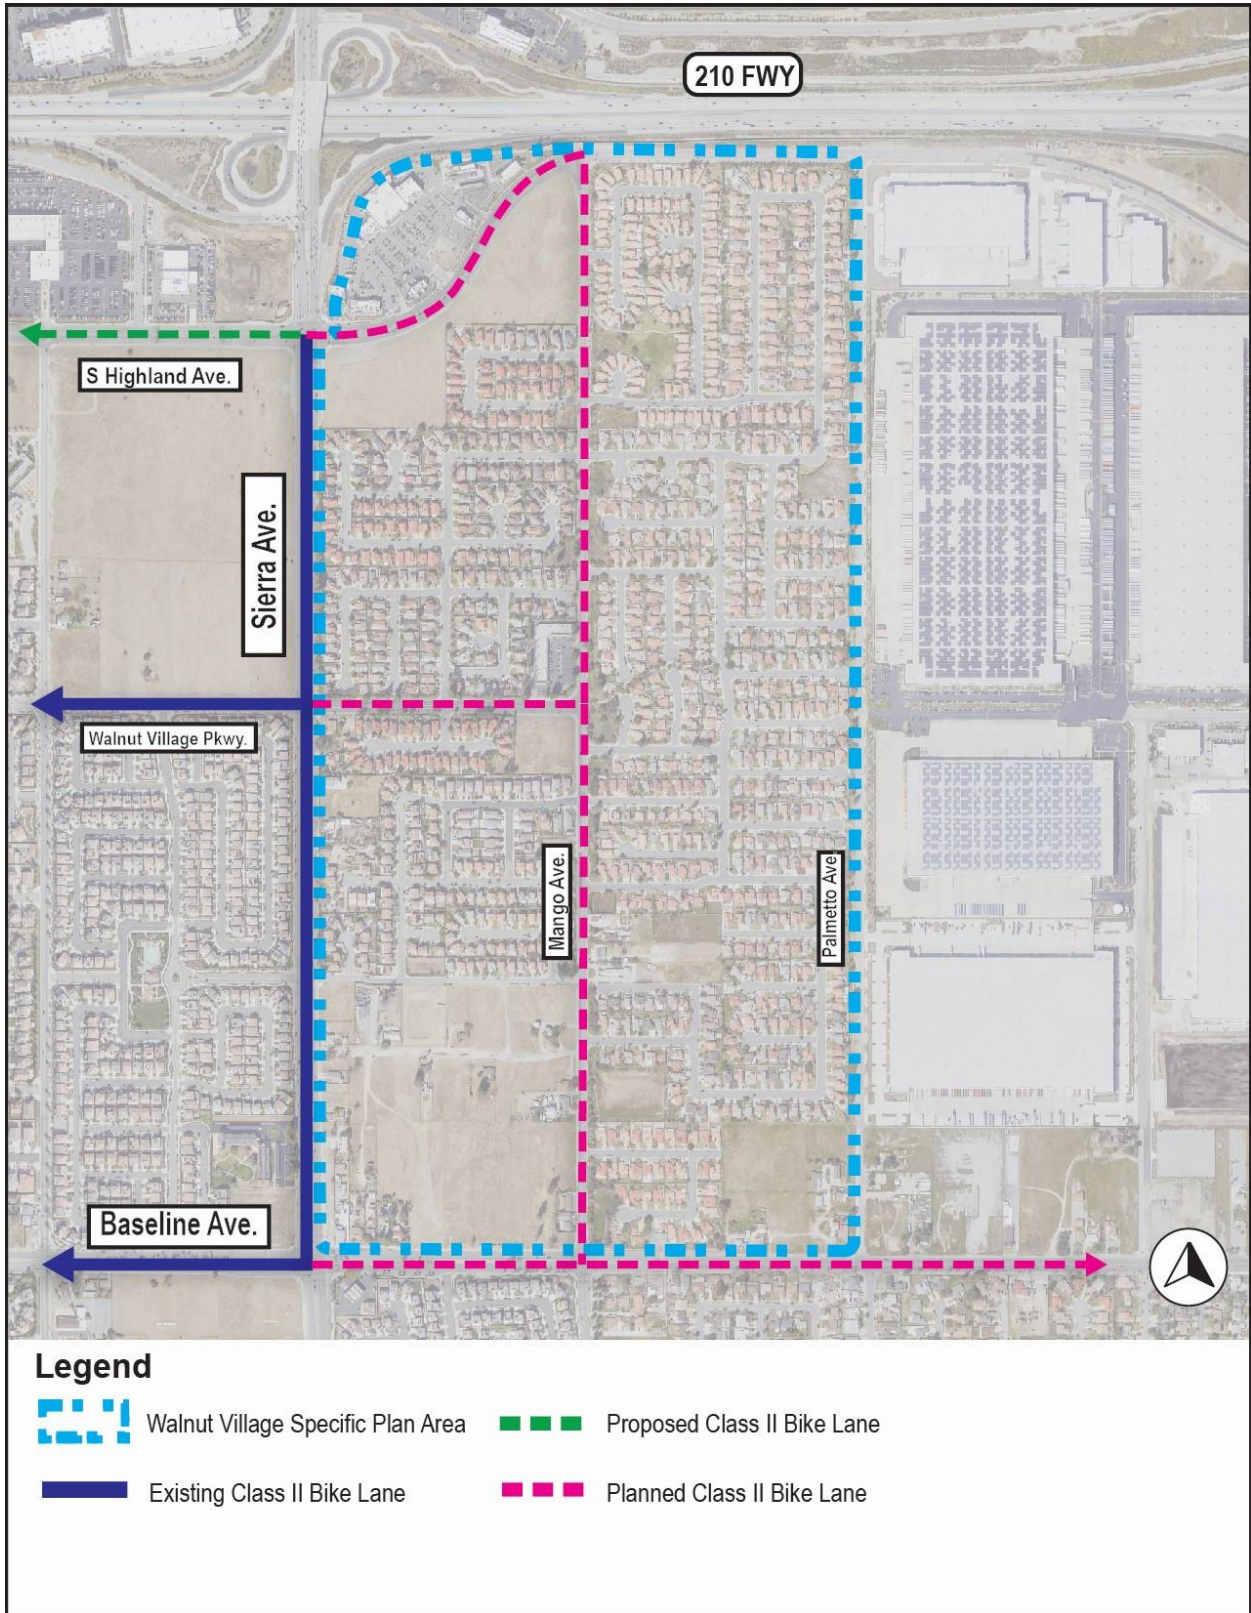 210 FWY
S Highland Ave.
Sierra Ave.
Walnut Village Pkwy.
Mango Ave.
Palmetto Ave.
Baseline Ave.
Legend
Walnut Village Specific Plan Area
Proposed Class II Bike Lane
Existing Class II Bike Lane
Planned Class II Bike Lane